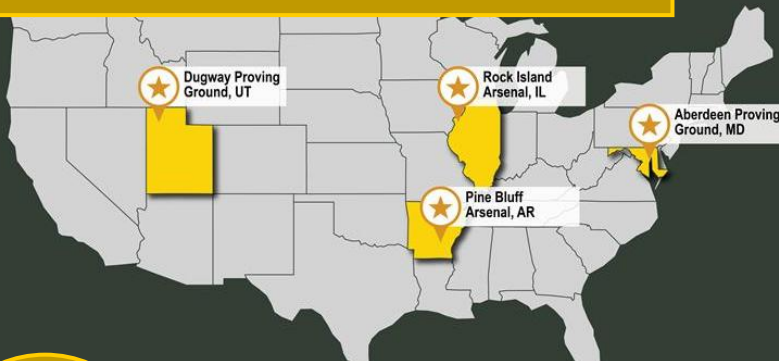 Dugway Proving
Ground, UT
Rock Island
Arsenal, IL
Aberdeen Proving
Ground, MD
Pine Bluff
Arsenal, AR